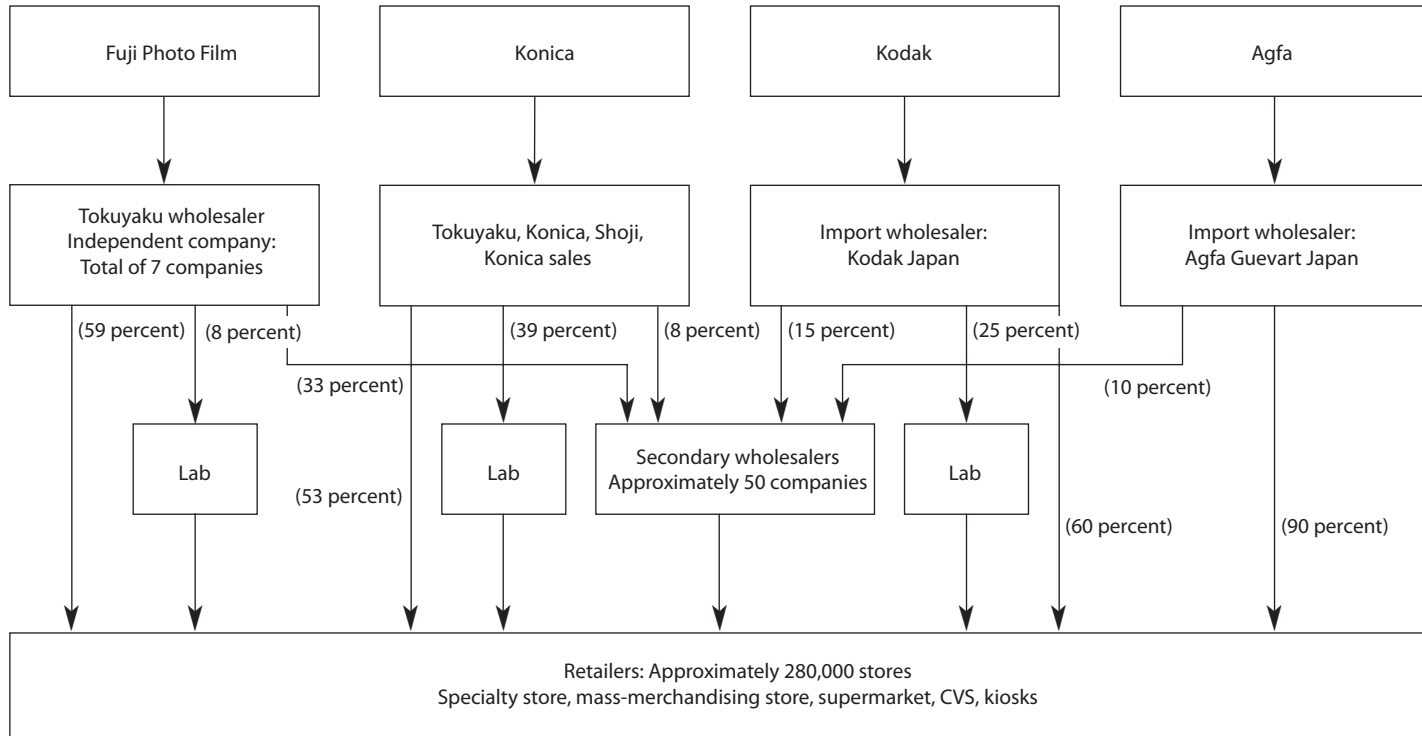 Fuji Photo Film
Konica
Kodak
Agfa
Tokuyaku wholesaler
Independent company:
Total of 7 companies
Tokuyaku, Konica, Shoji,
Konica sales
Import wholesaler:
Kodak Japan
Import wholesaler:
Agfa Guevart Japan
(59 percent)
(8 percent)
(39 percent)
(8 percent)
(15 percent)
(25 percent)
(33 percent)
(10 percent)
Lab
Lab
Secondary wholesalers
Approximately 50 companies
Lab
(53 percent)
(60 percent)
(90 percent)
Retailers: Approximately 280,000 stores
Specialty store, mass-merchandising store, supermarket, CVS, kiosks